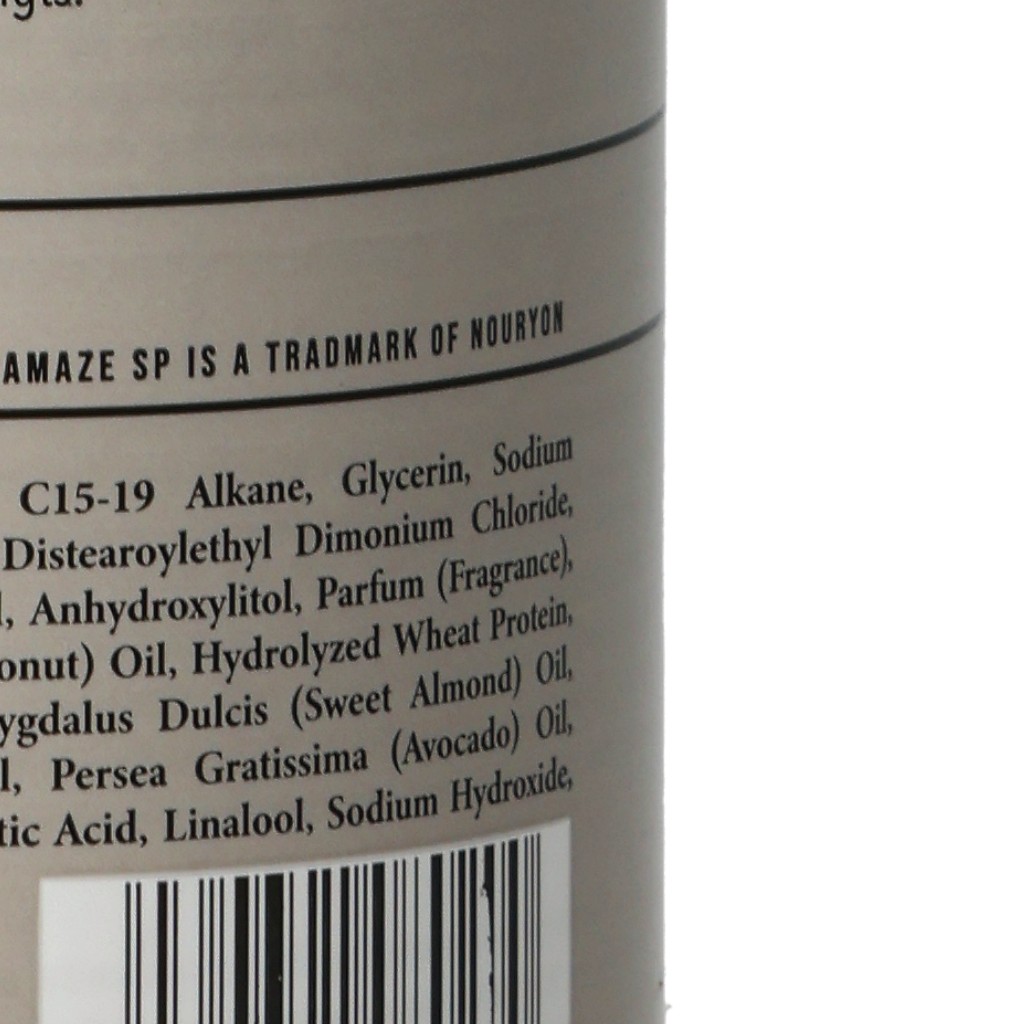 AMAZE SP IS A TRADMARK OF NOURYON
C15-19 Alkane, Glycerin, Sodium
Distearoylethyl Dimonium Chloride,
l, Anhydroxylitol, Parfum (Fragrance),
onut) Oil, Hydrolyzed Wheat Protein,
ygdalus Dulcis (Sweet Almond) Oil,
l, Persea Gratissima (Avocado) Oil,
tic Acid, Linalool, Sodium Hydroxide,